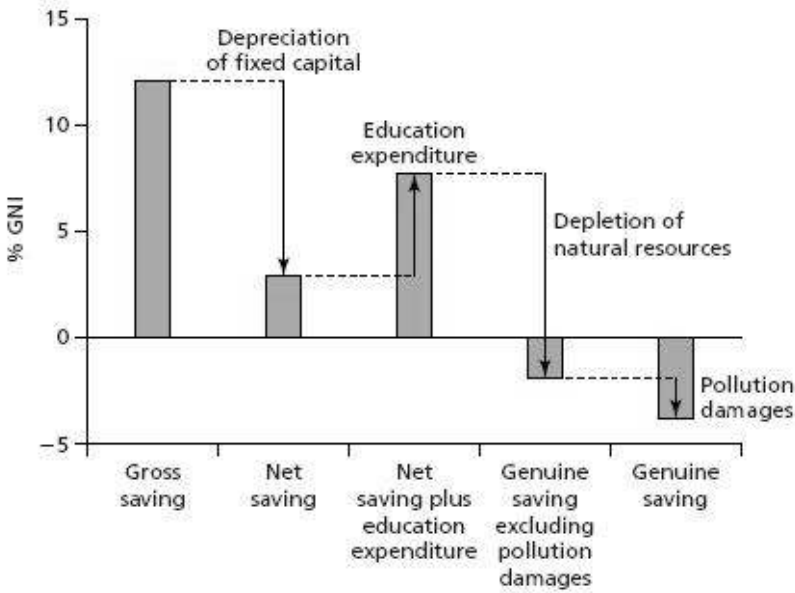 15
Depreciation
of fixed capital
10
Education
expenditure
% GNI
5
Depletion of
natural resources
0
Pollution
damages
−5
Gross
saving
Net
saving
Net
saving plus
education
expenditure
Genuine
saving
excluding
pollution
damages
Genuine
saving